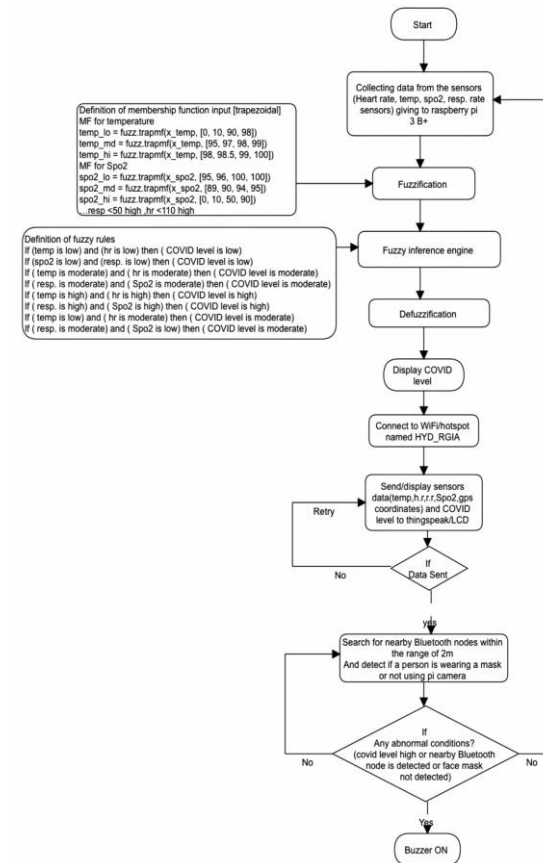 Start
Collecting data from the sensors
(Heart rate, temp, spo2, resp. rate
sensors) giving to raspberry pi
3 B+
Definition of membership function input [trapezoidal]
MF for temperature
temp_lo = fuzz.trapmf(x_temp, [0, 10, 90, 98])
temp_md = fuzz.trapmf(x_temp, [95, 97, 98, 99])
temp_hi = fuzz.trapmf(x_temp, [98, 98.5, 99, 100])
MF for Spo2
spo2_lo = fuzz.trapmf(x_spo2, [95, 96, 100, 100])
spo2_md = fuzz.trapmf(x_spo2, [89, 90, 94, 95])
spo2_hi = fuzz.trapmf(x_spo2, [0, 10, 50, 90])
...resp <50 high ,hr <110 high
Fuzzification
Definition of fuzzy rules
If (temp is low) and (hr is low) then ( COVID level is low)
If (spo2 is low) and (resp. is low) then ( COVID level is low)
If ( temp is moderate) and ( hr is moderate) then ( COVID level is moderate)
If ( resp. is moderate) and ( Spo2 is moderate) then ( COVID level is moderate)
If ( temp is high) and ( hr is high) then ( COVID level is high)
If ( resp. is high) and ( Spo2 is high) then ( COVID level is high)
If ( temp is low) and ( hr is moderate) then ( COVID level is moderate)
If ( resp. is moderate) and ( Spo2 is low) then ( COVID level is moderate)
Fuzzy inference engine
Defuzzification
Display COVID
level
Connect to WiFi/hotspot
named HYD_RGIA
Send/display sensors
data(temp,h.r,r.r,Spo2,gps
coordinates) and COVID
level to thingspeak/LCD
Retry
If
Data Sent
No
yes
Search for nearby Bluetooth nodes within
the range of 2m
And detect if a person is wearing a mask
or not using pi camera
If
Any abnormal conditions?
(covid level high or nearby Bluetooth
node is detected or face mask
not detected)
No
No
Yes
Buzzer ON